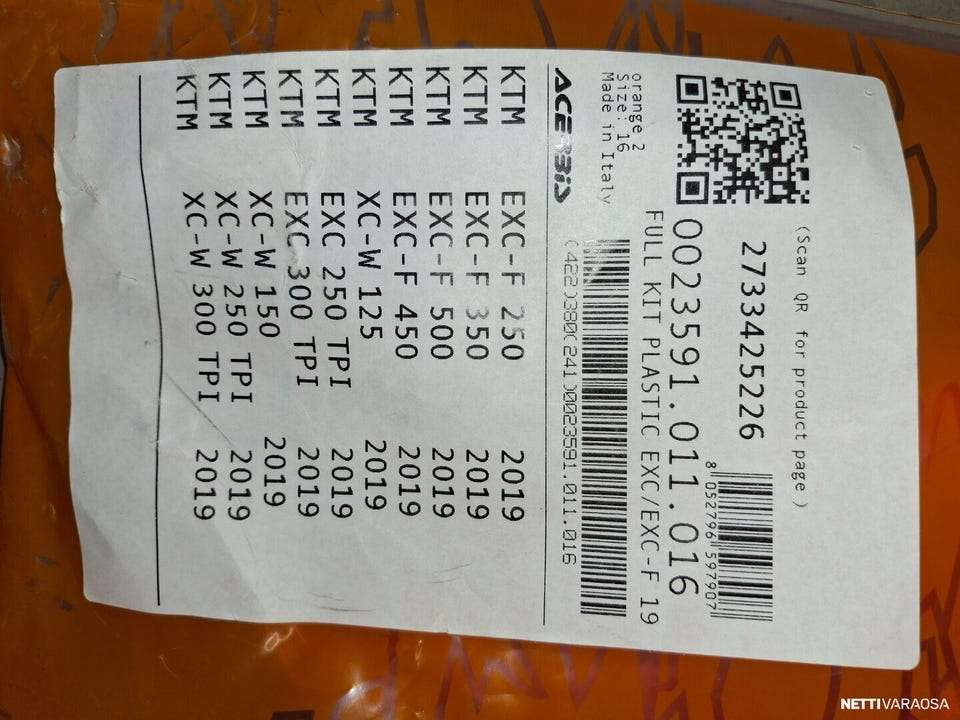 (Scan QR for product page)
2733425226
8 052796 597907
0023591.011.016
FULL KIT PLASTIC EXC/EXC-F 19
orange 2
Size: 16
Made in Italy
(422)380(241)0023591.011.016
ACERBIS
KTM EXC-F 250 2019
KTM EXC-F 350 2019
KTM EXC-F 500 2019
KTM EXC-F 450 2019
KTM XC-W 125 2019
KTM EXC 250 TPI 2019
KTM EXC 300 TPI 2019
KTM XC-W 150 2019
KTM XC-W 250 TPI 2019
KTM XC-W 300 TPI 2019
NETTIVARAOSA